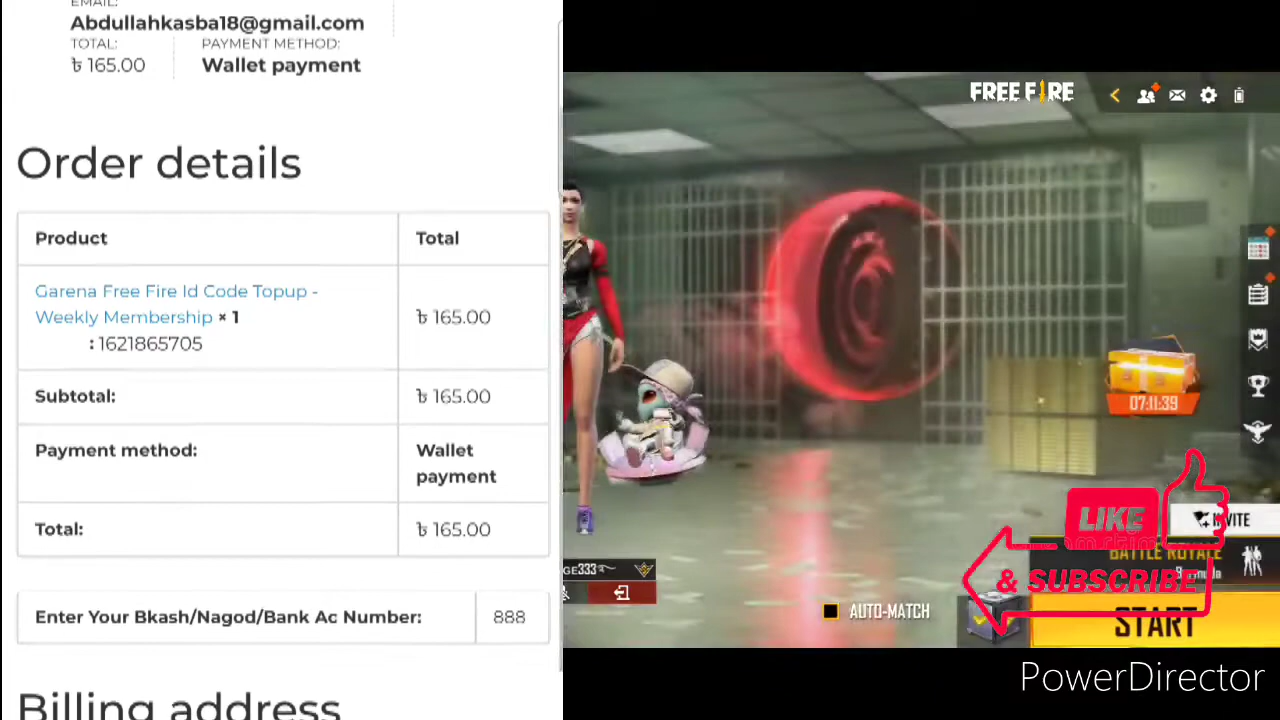 EMAIL:
Abdullahkasba18@gmail.com
TOTAL:
৳ 165.00
PAYMENT METHOD:
Wallet payment
Order details
Product
Total
Garena Free Fire Id Code Topup -
Weekly Membership × 1
: 1621865705
৳ 165.00
Subtotal:
৳ 165.00
Payment method:
Wallet
payment
Total:
৳ 165.00
Enter Your Bkash/Nagod/Bank Ac Number:
888
Billing address
FREE FIRE
07:11:39
LIKE
& SUBSCRIBE
BATTLE ROYALE
GE333
AUTO-MATCH
START
PowerDirector